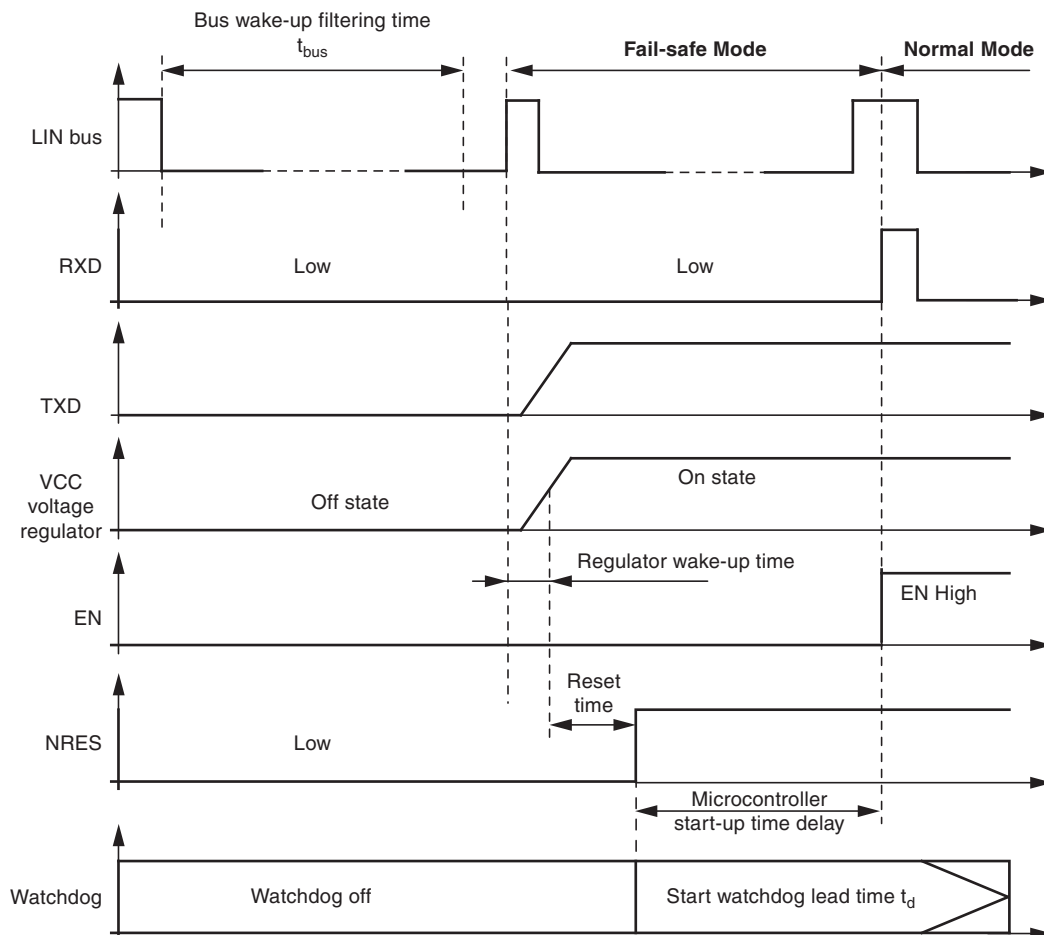 Bus wake-up filtering time
t_bus
Fail-safe Mode
Normal Mode
LIN bus
RXD
Low
Low
TXD
VCC
voltage
regulator
Off state
On state
Regulator wake-up time
EN
EN High
Reset
time
NRES
Low
Microcontroller
start-up time delay
Watchdog
Watchdog off
Start watchdog lead time t_d